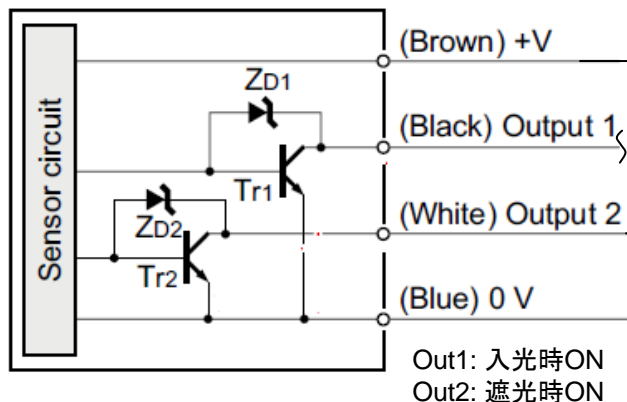 Sensor circuit
(Brown) +V
ZD1
(Black) Output 1
Tr1
ZD2
(White) Output 2
Tr2
(Blue) 0 V
Out1: 入光時ON
Out2: 遮光時ON